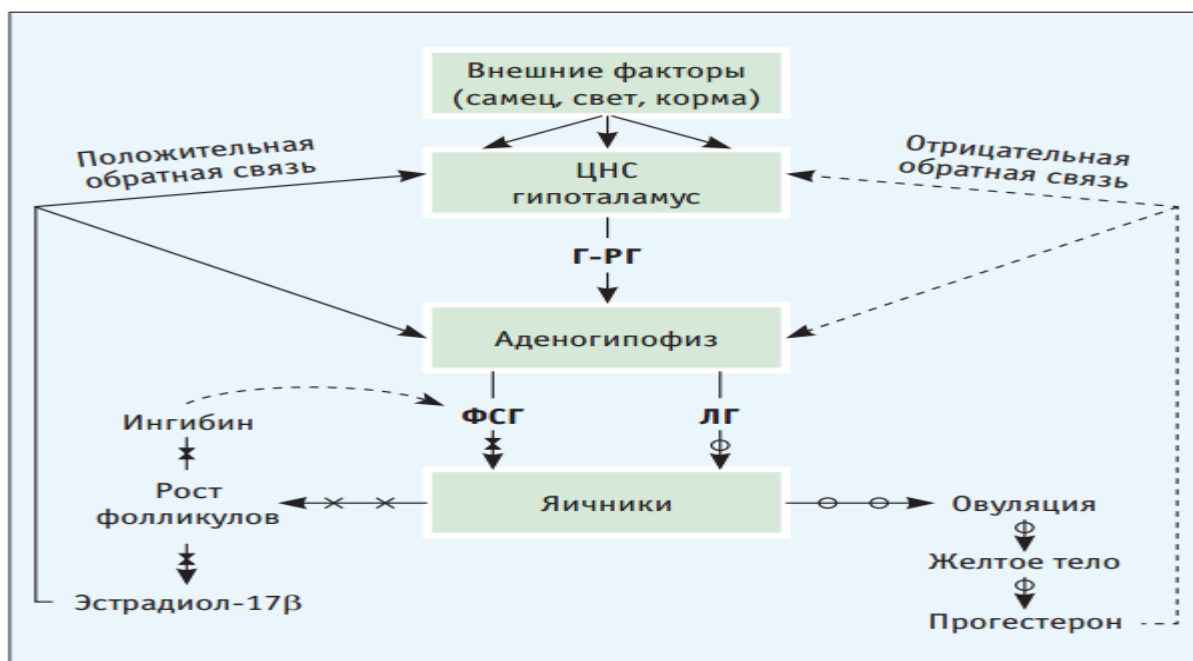 Внешние факторы
(самец, свет, корма)
Положительная
обратная связь
Отрицательная
обратная связь
ЦНС
гипоталамус
Г-РГ
Аденогипофиз
Ингибин
ФСГ
ЛГ
Рост
фолликулов
Яичники
Овуляция
Желтое тело
Эстрадиол-17β
Прогестерон